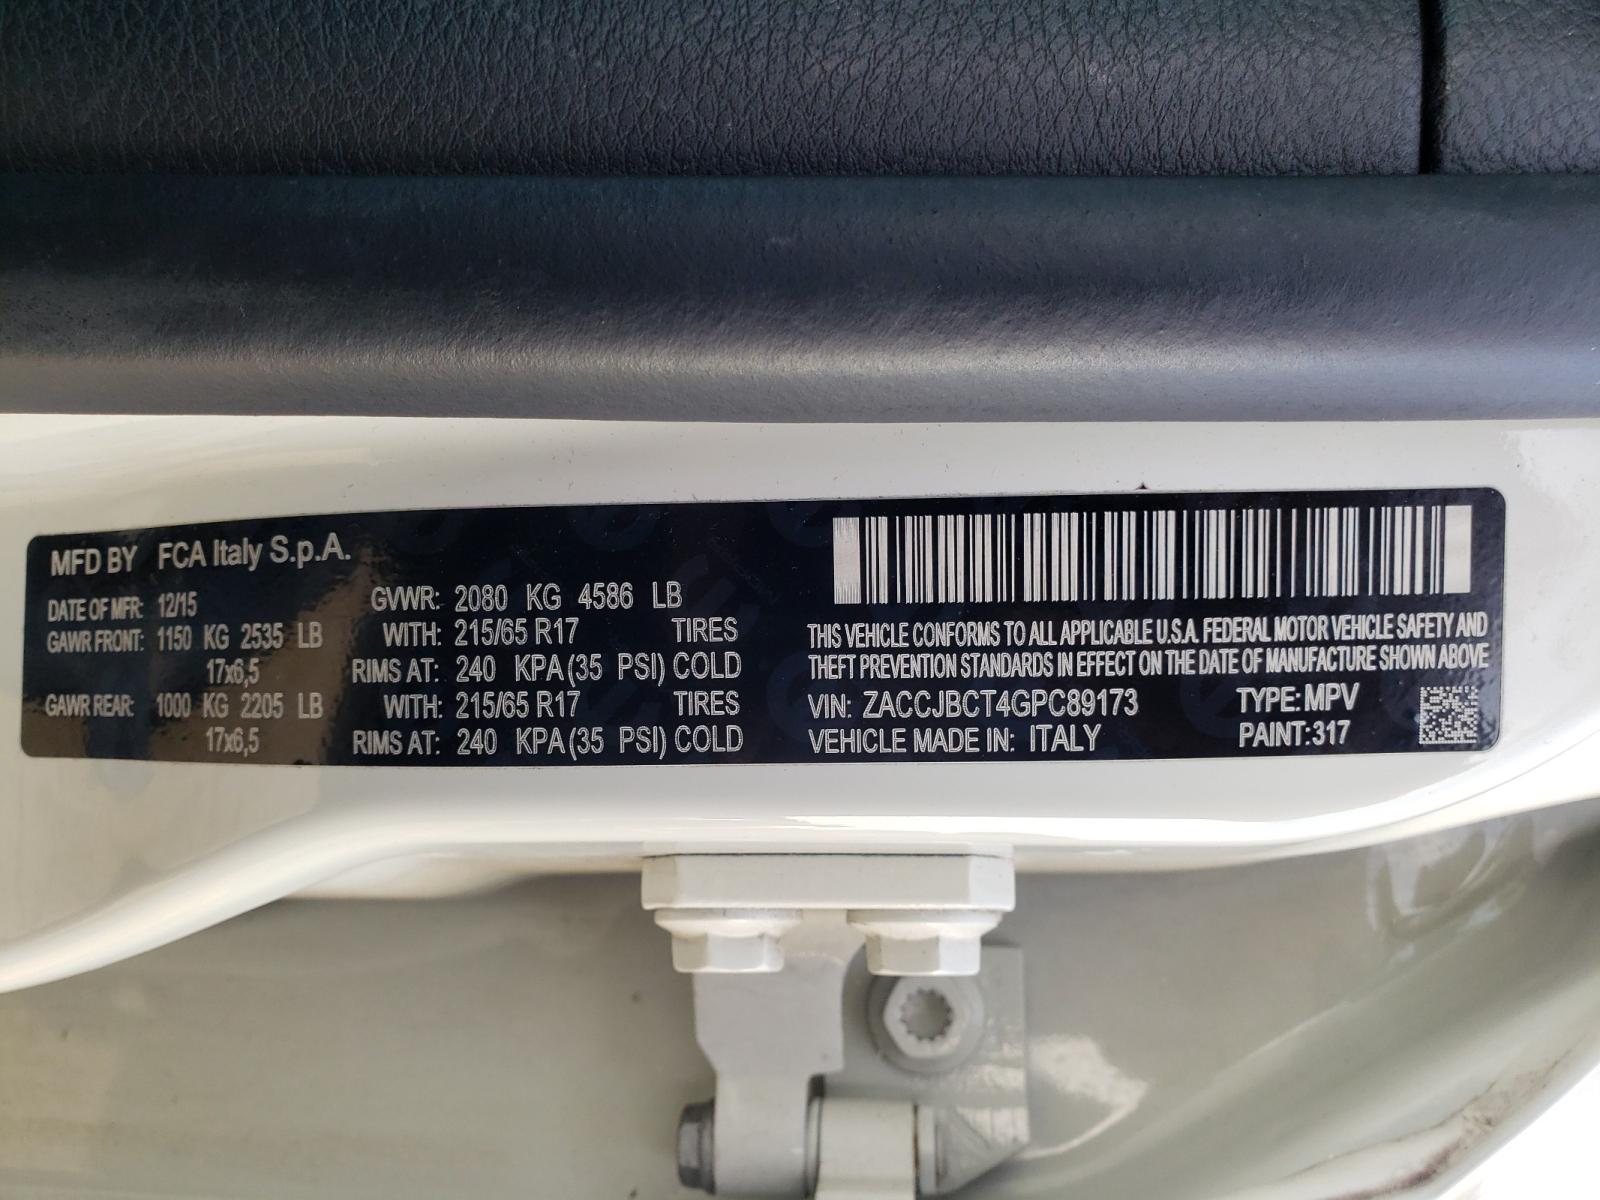 MFD BY FCA Italy S.p.A.
DATE OF MFR: 12/15 GVWR: 2080 KG 4586 LB
GAWR FRONT: 1150 KG 2535 LB WITH: 215/65 R17 TIRES
17x6,5 RIMS AT: 240 KPA (35 PSI) COLD
GAWR REAR: 1000 KG 2205 LB WITH: 215/65 R17 TIRES
17x6,5 RIMS AT: 240 KPA (35 PSI) COLD
THIS VEHICLE CONFORMS TO ALL APPLICABLE U.S.A. FEDERAL MOTOR VEHICLE SAFETY AND
THEFT PREVENTION STANDARDS IN EFFECT ON THE DATE OF MANUFACTURE SHOWN ABOVE
VIN: ZACCJBCT4GPC89173 TYPE: MPV
VEHICLE MADE IN: ITALY PAINT: 317